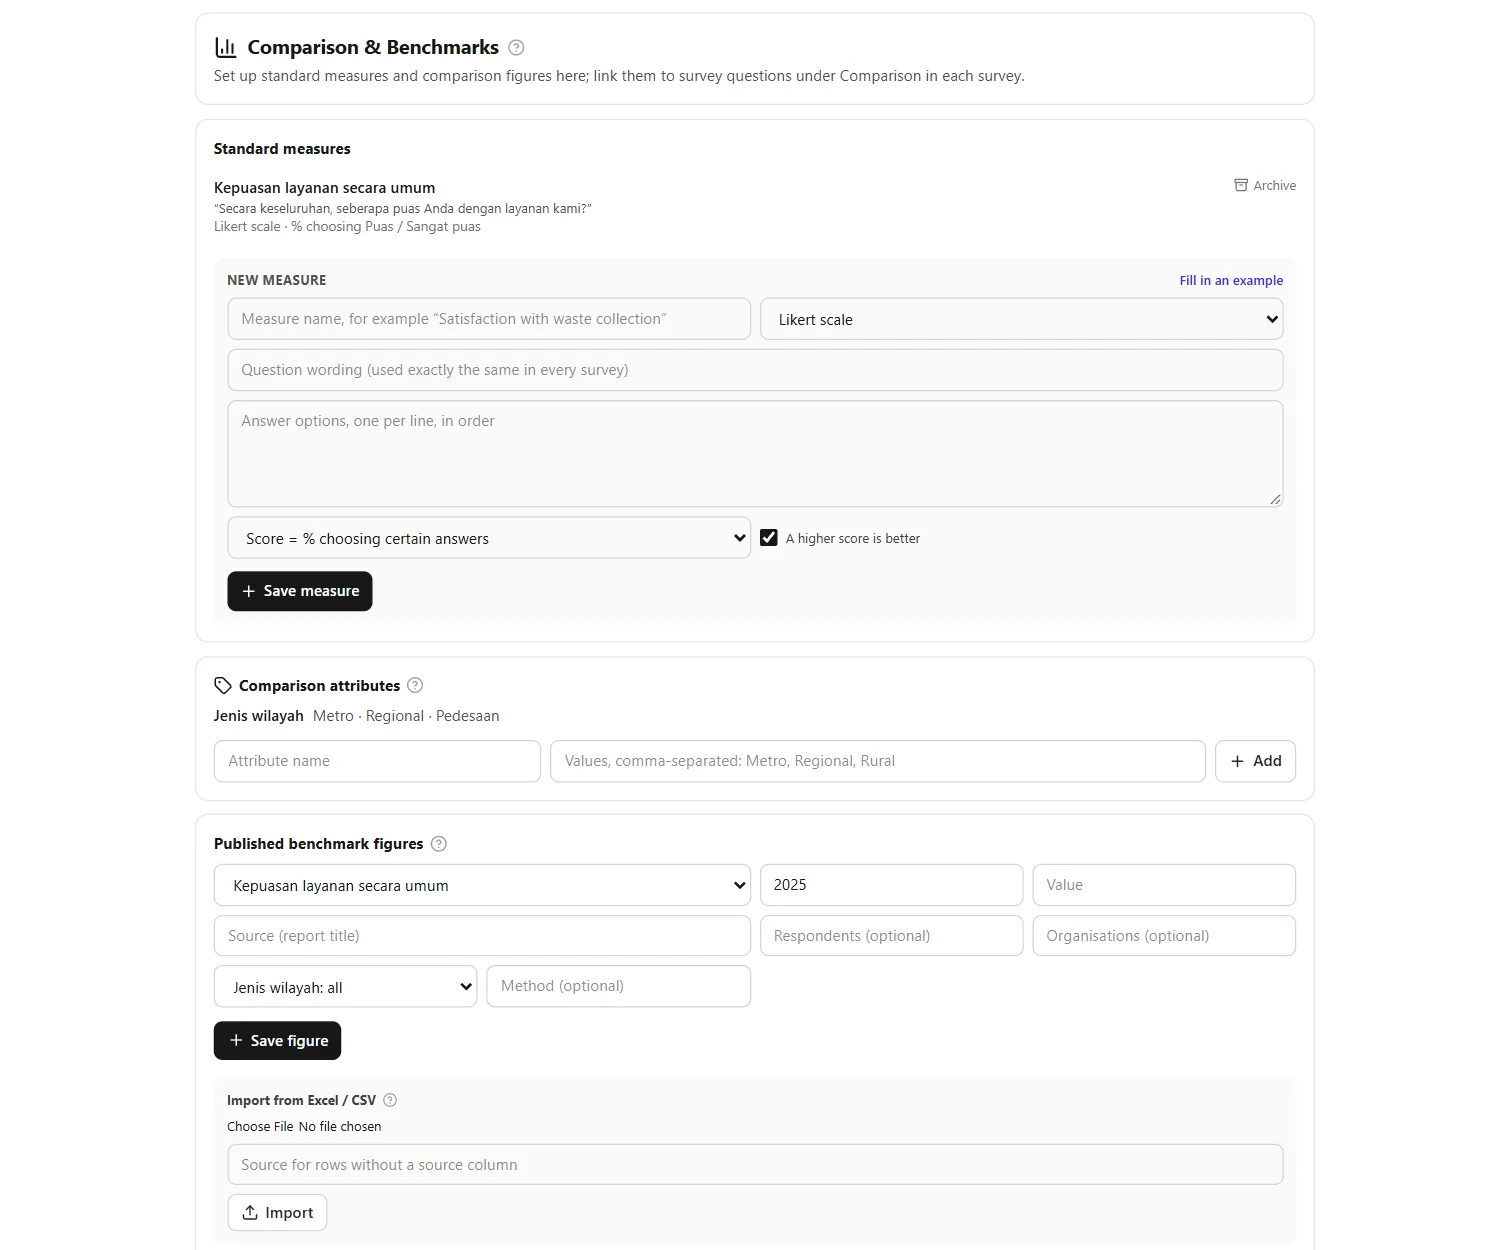 Comparison & Benchmarks
Set up standard measures and comparison figures here; link them to survey questions under Comparison in each survey.
Standard measures
Kepuasan layanan secara umum
Archive
“Secara keseluruhan, seberapa puas Anda dengan layanan kami?”
Likert scale · % choosing Puas / Sangat puas
NEW MEASURE
Fill in an example
Measure name, for example “Satisfaction with waste collection”
Likert scale
Question wording (used exactly the same in every survey)
Answer options, one per line, in order
Score = % choosing certain answers
A higher score is better
+ Save measure
Comparison attributes
Jenis wilayah Metro · Regional · Pedesaan
Attribute name
Values, comma-separated: Metro, Regional, Rural
+ Add
Published benchmark figures
Kepuasan layanan secara umum
2025
Value
Source (report title)
Respondents (optional)
Organisations (optional)
Jenis wilayah: all
Method (optional)
+ Save figure
Import from Excel / CSV
Choose File No file chosen
Source for rows without a source column
Import